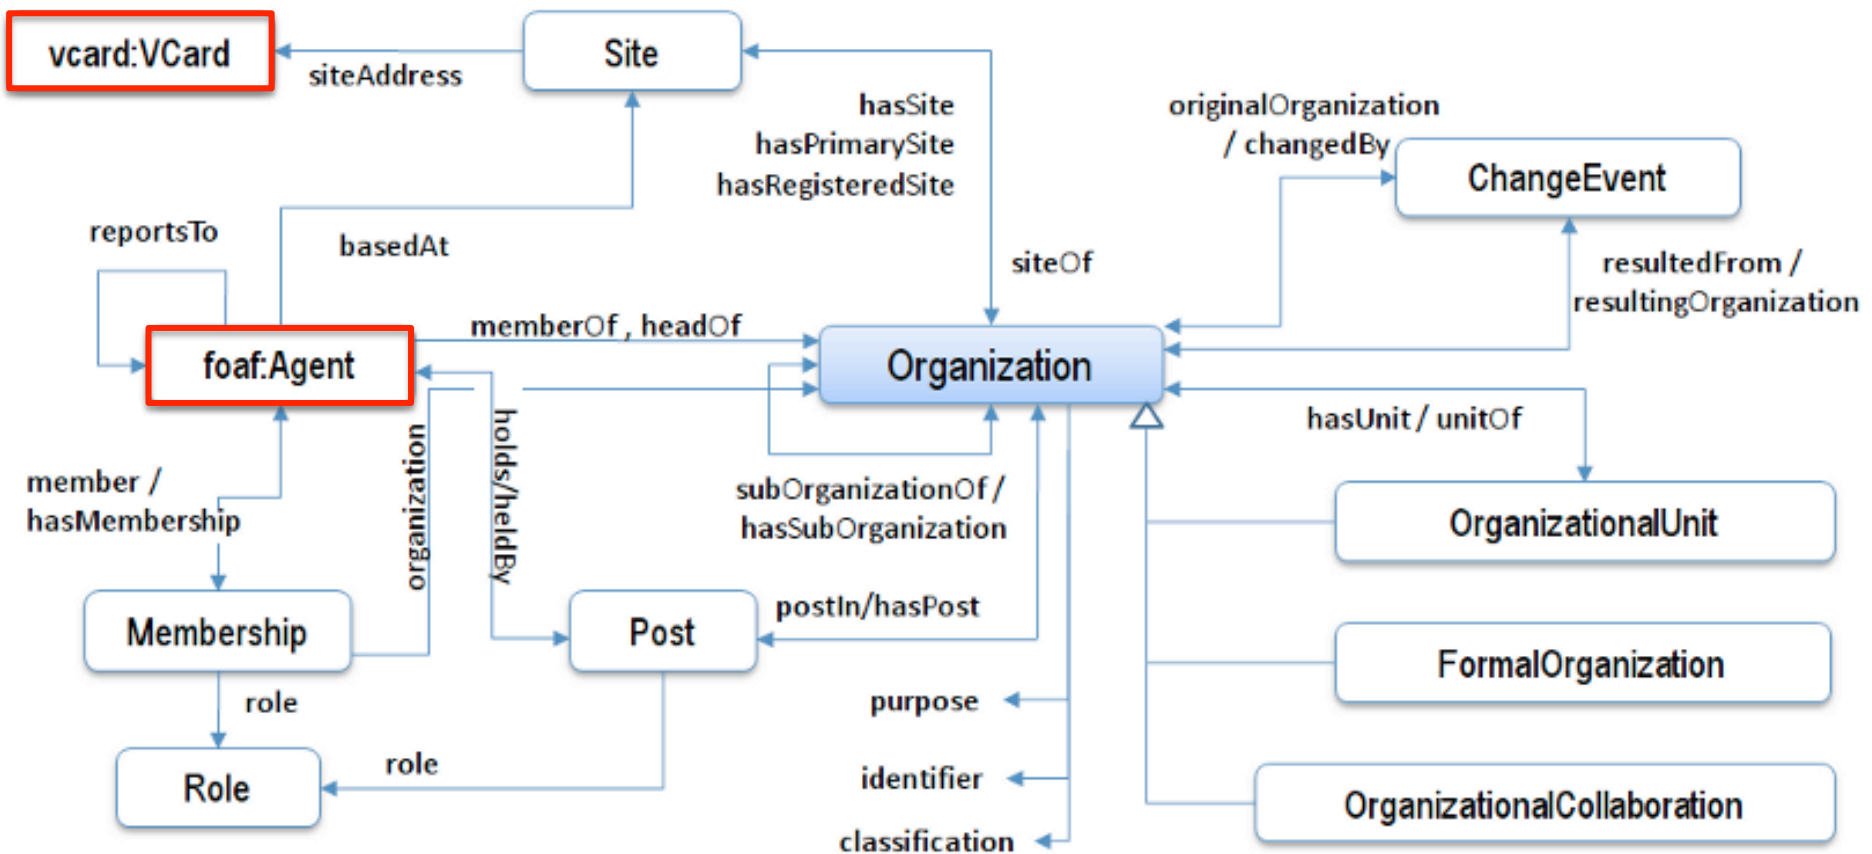 vcard:VCard
siteAddress
Site
hasSite
hasPrimarySite
hasRegisteredSite
siteOf
originalOrganization
/ changedBy
ChangeEvent
resultedFrom /
resultingOrganization
reportsTo
basedAt
foaf:Agent
memberOf , headOf
Organization
hasUnit / unitOf
member /
hasMembership
organization
holds/heldBy
subOrganizationOf /
hasSubOrganization
OrganizationalUnit
Membership
Post
postIn/hasPost
FormalOrganization
role
purpose
Role
role
identifier
OrganizationalCollaboration
classification